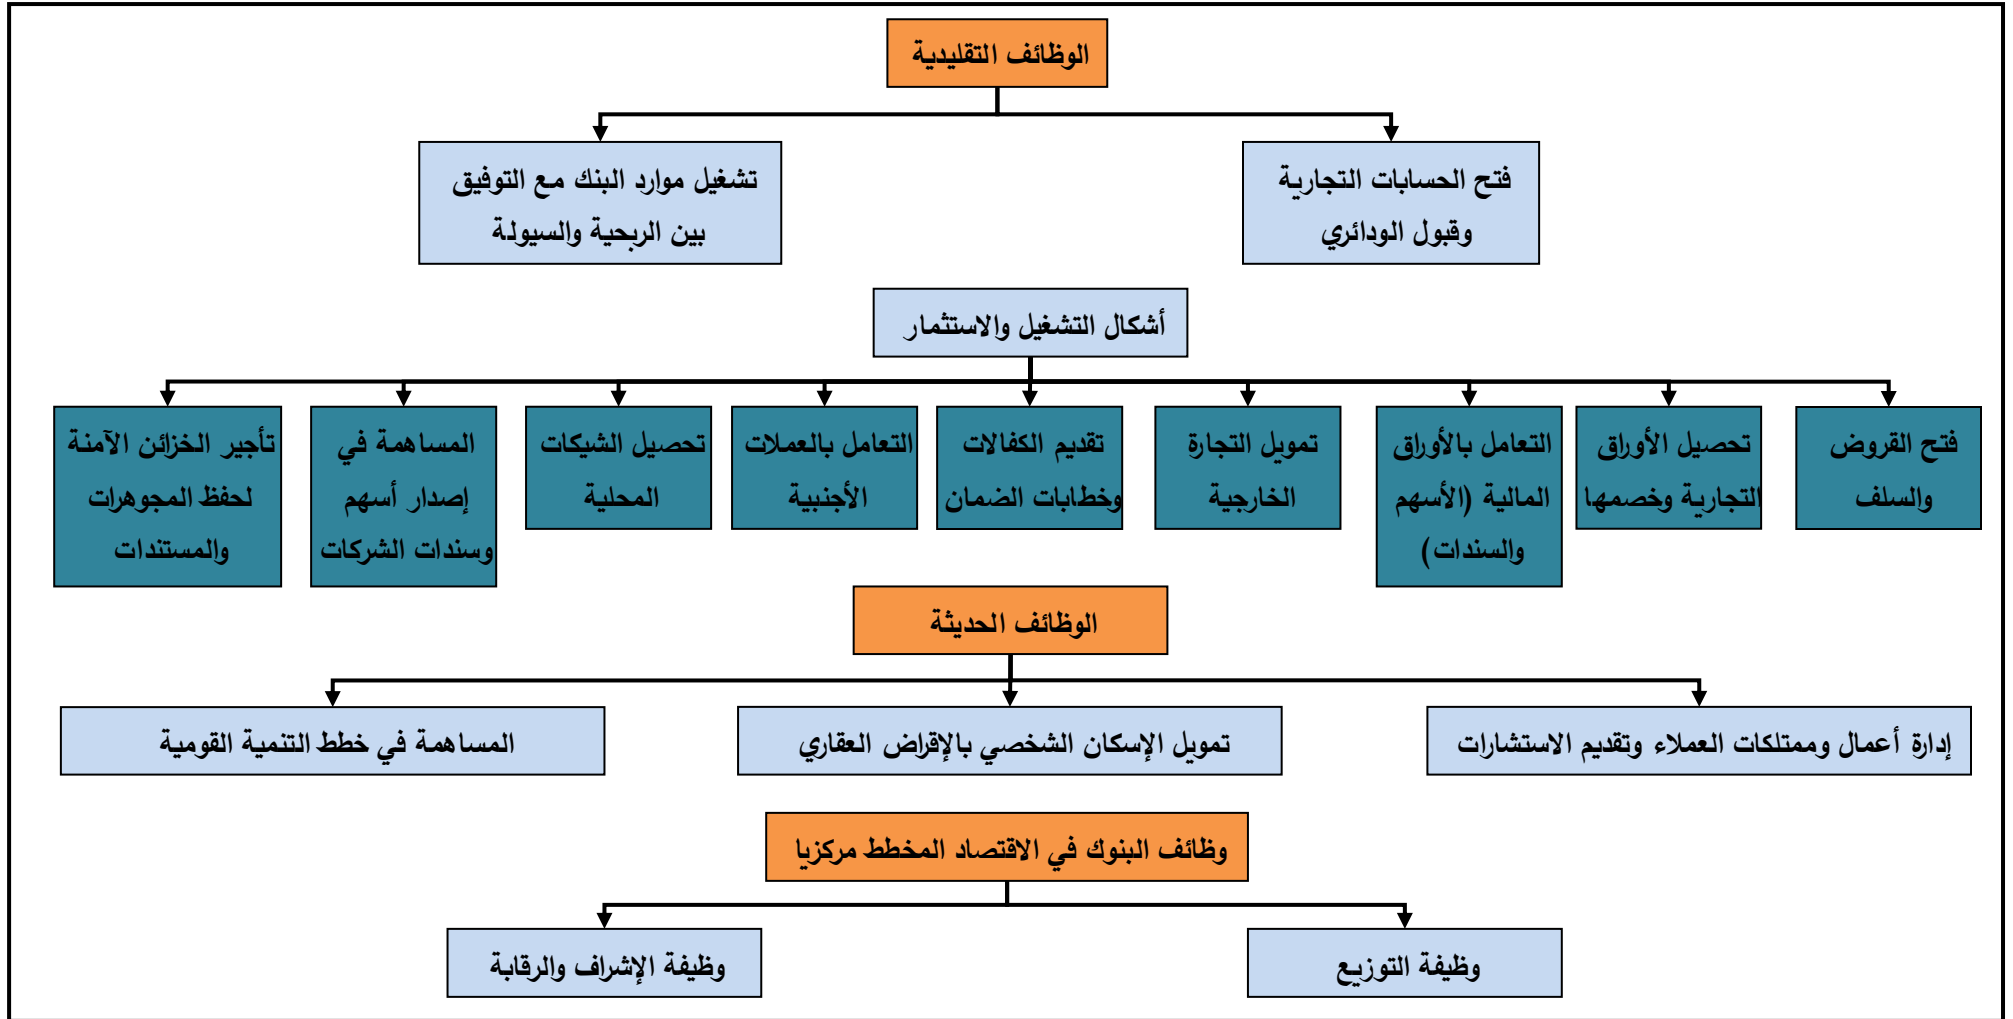 الوظائف التقليدية
فتح الحسابات التجارية
وقبول الودائري
تشغيل موارد البنك مع التوفيق
بين الربحية والسيولة
أشكال التشغيل والاستثمار
فتح القروض
والسلف
تحصيل الأوراق
التجارية وخصمها
التعامل بالأوراق
المالية (الأسهم
والسندات)
تمويل التجارة
الخارجية
تقديم الكفالات
وخطابات الضمان
التعامل بالعملات
الأجنبية
تحصيل الشيكات
المحلية
المساهمة في
إصدار أسهم
وسندات الشركات
تأجير الخزائن الآمنة
لحفظ المجوهرات
والمستندات
الوظائف الحديثة
إدارة أعمال وممتلكات العملاء وتقديم الاستشارات
تمويل الإسكان الشخصي بالإقراض العقاري
المساهمة في خطط التنمية القومية
وظائف البنوك في الاقتصاد المخطط مركزيا
وظيفة التوزيع
وظيفة الإشراف والرقابة